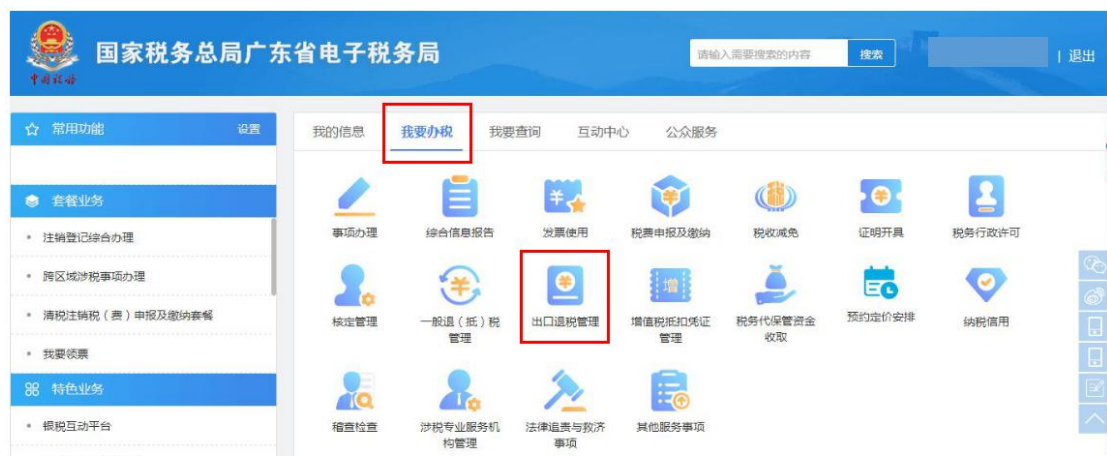 国家税务总局广东省电子税务局
请输入需要搜索的内容
搜索
| 退出
中国税务
常用功能
设置
我的信息
我要办税
我要查询
互动中心
公众服务
套餐业务
注销登记综合办理
跨区域涉税事项办理
清税注销税（费）申报及缴纳套餐
我要领票
特色业务
银税互动平台
事项办理
综合信息报告
发票使用
税费申报及缴纳
税收减免
证明开具
税务行政许可
核定管理
一般退（抵）税
管理
出口退税管理
增值税抵扣凭证
管理
税务代保管资金
收取
预约定价安排
纳税信用
稽查检查
涉税专业服务机
构管理
法律追责与救济
事项
其他服务事项